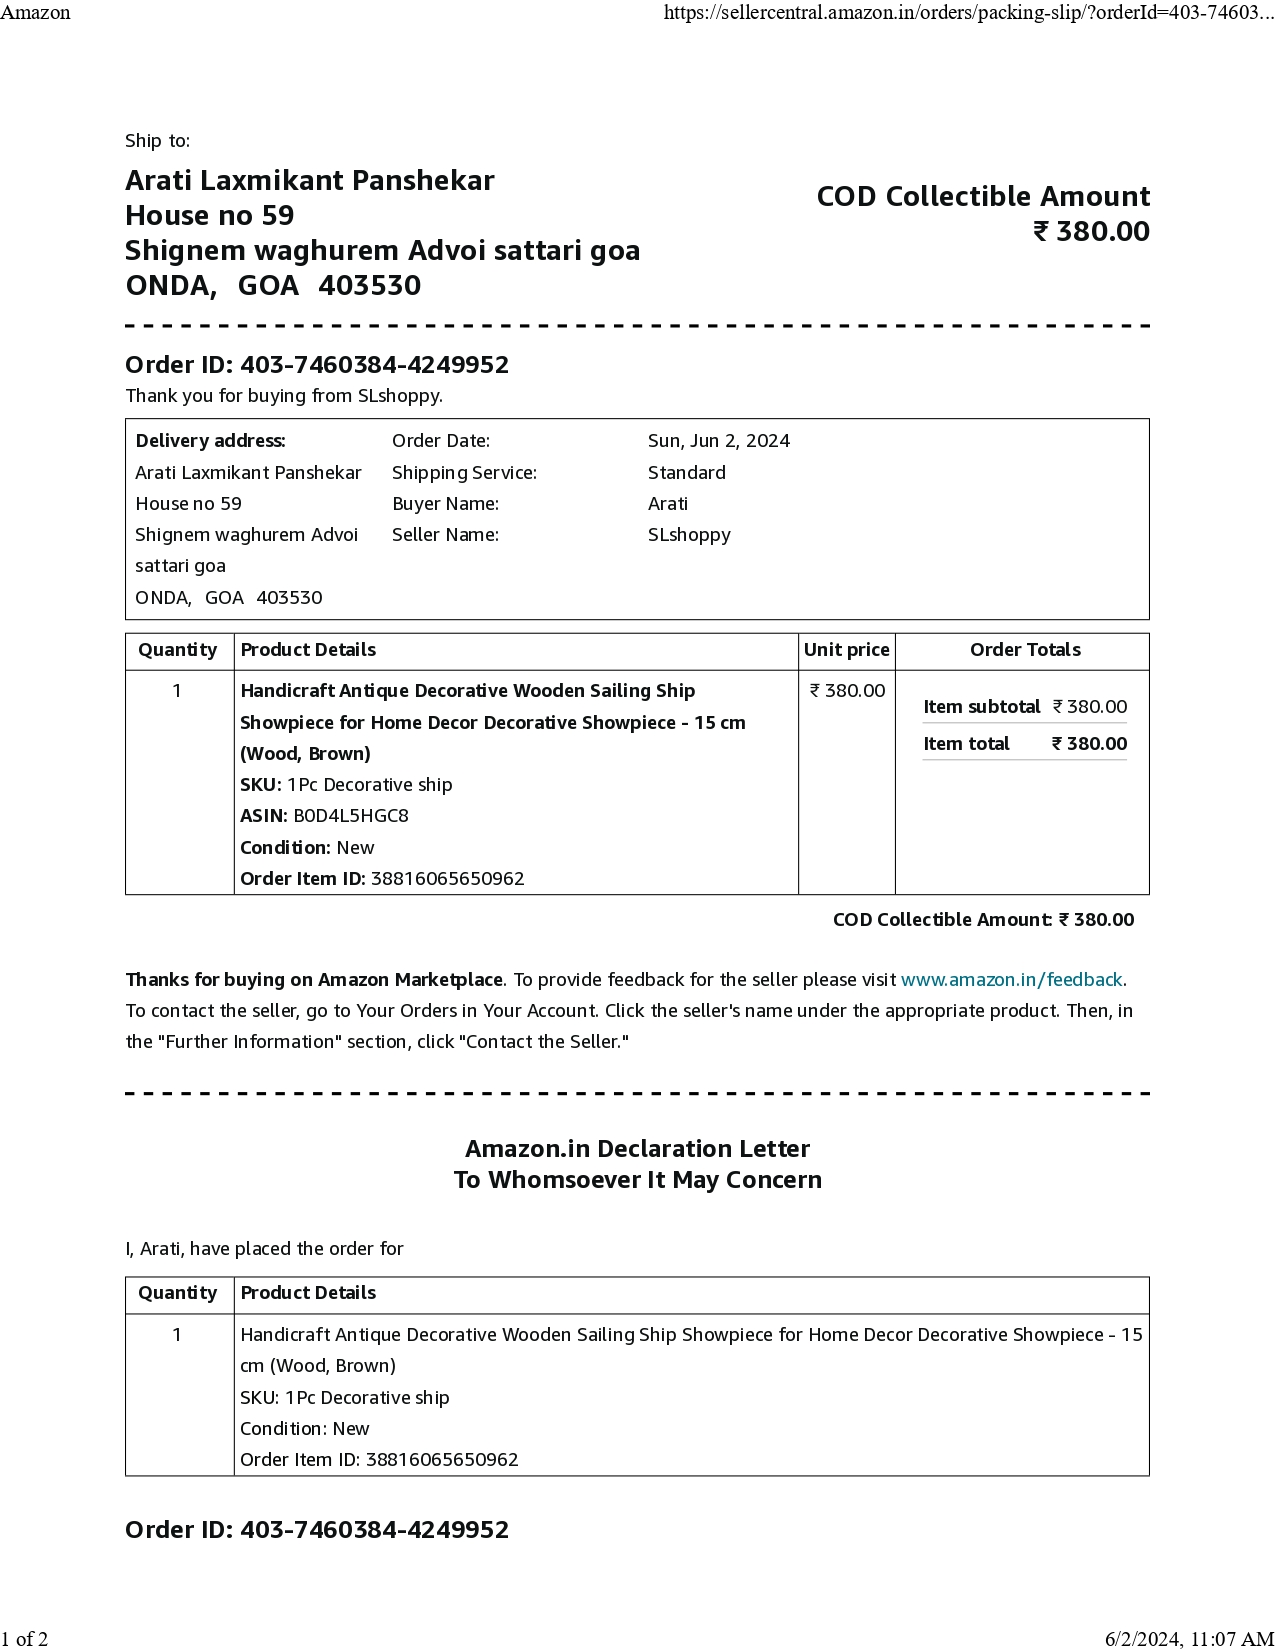 Amazon https://sellercentral.amazon.in/orders/packing-slip/?orderId=403-74603...
Ship to:
Arati Laxmikant Panshekar
House no 59
Shignem waghurem Advoi sattari goa
ONDA, GOA 403530
COD Collectible Amount
₹ 380.00
Order ID: 403-7460384-4249952
Thank you for buying from SLshoppy.
Delivery address:
Arati Laxmikant Panshekar
House no 59
Shignem waghurem Advoi
sattari goa
ONDA, GOA 403530
Order Date: Sun, Jun 2, 2024
Shipping Service: Standard
Buyer Name: Arati
Seller Name: SLshoppy
Quantity Product Details Unit price Order Totals
1
Handicraft Antique Decorative Wooden Sailing Ship
Showpiece for Home Decor Decorative Showpiece - 15 cm
(Wood, Brown)
SKU: 1Pc Decorative ship
ASIN: B0D4L5HGC8
Condition: New
Order Item ID: 38816065650962
₹ 380.00
Item subtotal ₹ 380.00
Item total ₹ 380.00
COD Collectible Amount: ₹ 380.00
Thanks for buying on Amazon Marketplace. To provide feedback for the seller please visit www.amazon.in/feedback.
To contact the seller, go to Your Orders in Your Account. Click the seller's name under the appropriate product. Then, in
the "Further Information" section, click "Contact the Seller."
Amazon.in Declaration Letter
To Whomsoever It May Concern
I, Arati, have placed the order for
Quantity Product Details
1
Handicraft Antique Decorative Wooden Sailing Ship Showpiece for Home Decor Decorative Showpiece - 15
cm (Wood, Brown)
SKU: 1Pc Decorative ship
Condition: New
Order Item ID: 38816065650962
Order ID: 403-7460384-4249952
1 of 2 6/2/2024, 11:07 AM